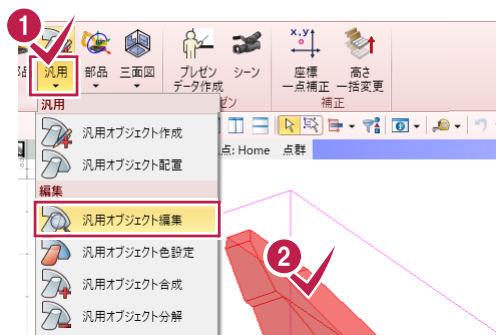 1
x,y
汎用 部品 三面図 プレゼン シーン 座標 高さ
データ作成 一点補正 一括変更
汎用 ゼン 補正
汎用オブジェクト作成
点: Home 点群
汎用オブジェクト配置
編集
汎用オブジェクト編集
汎用オブジェクト色設定
2
汎用オブジェクト合成
汎用オブジェクト分解